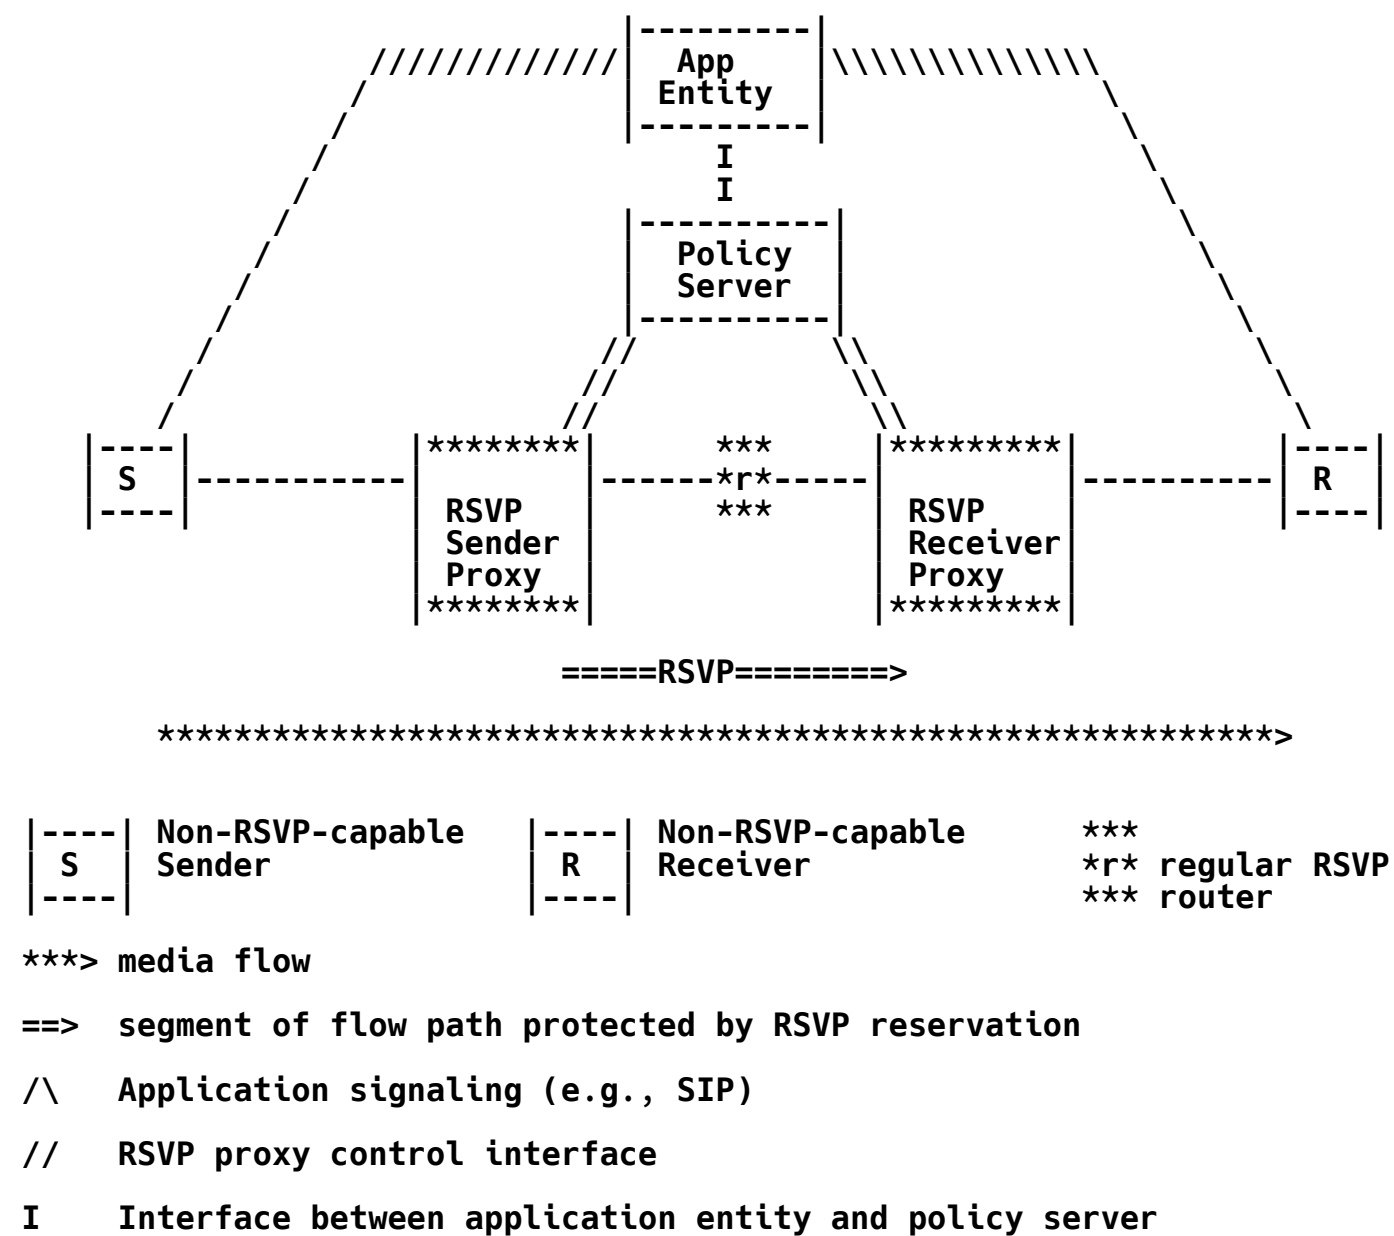 |---------|
                   /////////////|  App    |\\\\\\\\\\\\\\
                  /             | Entity  |              \
                 /              |---------|               \
                /                    I                     \
               /                     I                      \
              /                 |----------|                 \
             /                  |  Policy  |                  \
            /                   |  Server  |                   \
           /                    |----------|                    \
          /                    //          \\                    \
         /                    //            \\                    \
        /                    //              \\                    \
    |----|           |********|      ***     |*********|          |----|
    | S  |-----------|        |------*r*-----|         |----------| R  |
    |----|           | RSVP   |      ***     | RSVP    |          |----|
                     | Sender |              | Receiver|
                     | Proxy  |              | Proxy   |
                     |********|              |*********|

                             =====RSVP========>

        **********************************************************>

 |----| Non-RSVP-capable   |----| Non-RSVP-capable      ***
 | S  | Sender             | R  | Receiver              *r* regular RSVP
 |----|                    |----|                       *** router

 ***> media flow

 ==>  segment of flow path protected by RSVP reservation

 /\   Application signaling (e.g., SIP)

 //   RSVP proxy control interface

 I    Interface between application entity and policy server